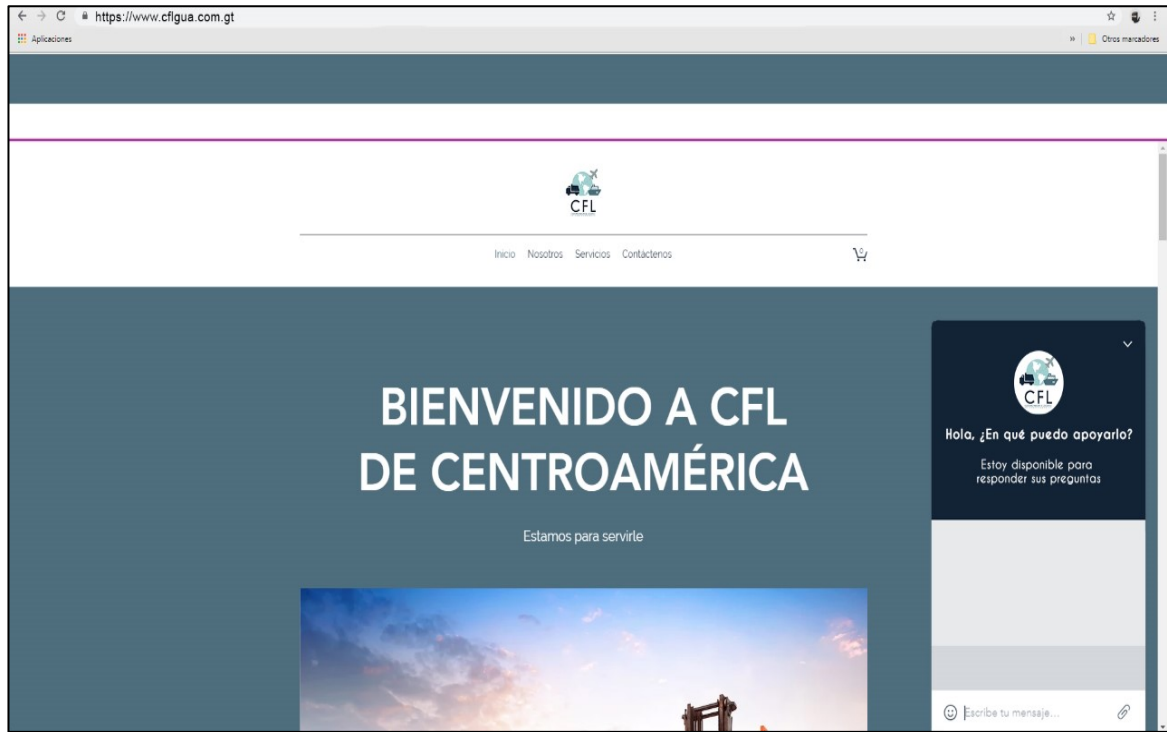 https://www.cflgua.com.gt
Aplicaciones
» Otros marcadores
CFL
Inicio Nosotros Servicios Contáctenos
0
BIENVENIDO A CFL
DE CENTROAMÉRICA
Estamos para servirle
CFL
Hola, ¿En qué puedo apoyarlo?
Estoy disponible para
responder sus preguntas
Escribe tu mensaje...